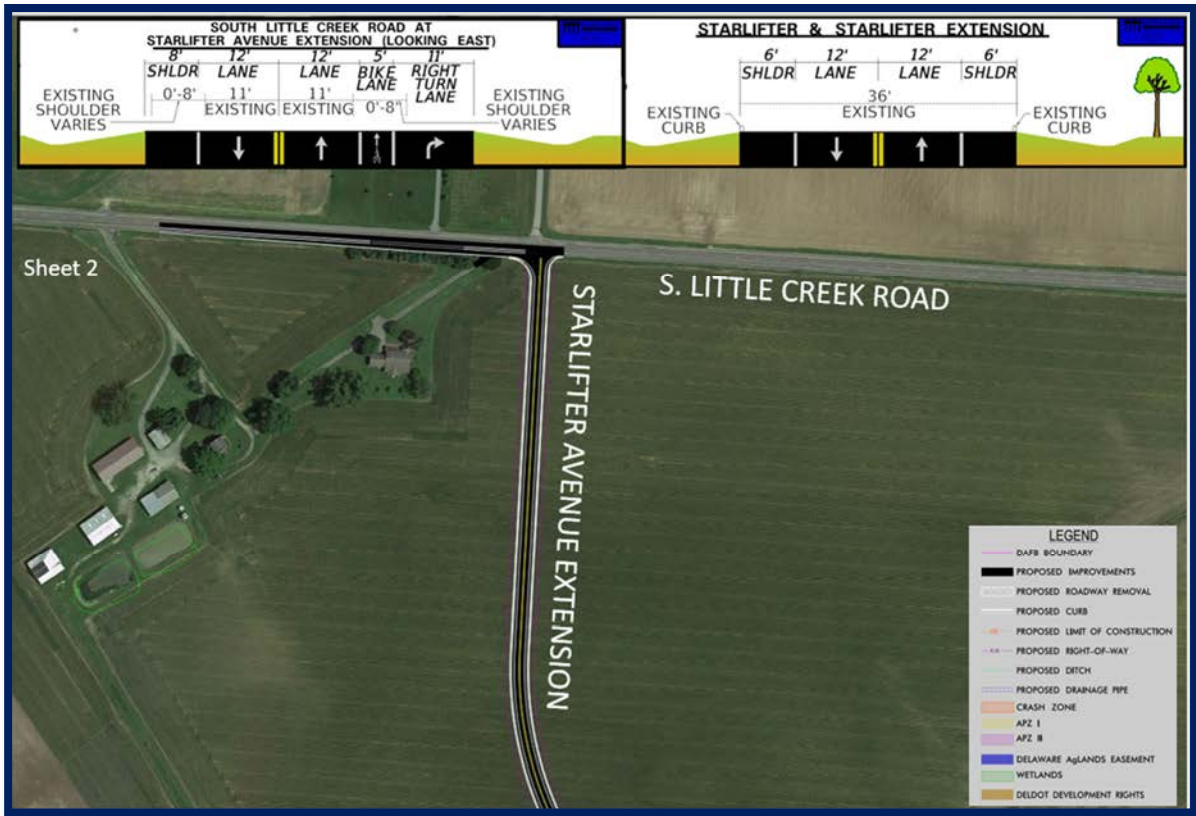 SOUTH LITTLE CREEK ROAD AT
STARLIFTER AVENUE EXTENSION (LOOKING EAST)
8' 12' 12' 5' 11'
SHLDR LANE LANE BIKE LANE RIGHT TURN LANE
0'-8' 11' 11' 0'-8"
EXISTING SHOULDER VARIES
EXISTING EXISTING
EXISTING SHOULDER VARIES
STARLIFTER & STARSLIFTER EXTENSION
6' 12' 12' 6'
SHLDR LANE LANE SHLDR
36'
EXISTING
EXISTING CURB
EXISTING CURB
Sheet 2
S. LITTLE CREEK ROAD
STARLIFTER AVENUE EXTENSION
LEGEND
DAFB BOUNDARY
PROPOSED IMPROVEMENTS
PROPOSED ROADWAY REMOVAL
PROPOSED CURB
PROPOSED LIMIT OF CONSTRUCTION
PROPOSED RIGHT-OF-WAY
PROPOSED DITCH
PROPOSED DRAINAGE PIPE
CRASH ZONE
APZ I
APZ II
DELAWARE AgLANDS EASEMENT
WETLANDS
DELDOT DEVELOPMENT RIGHTS